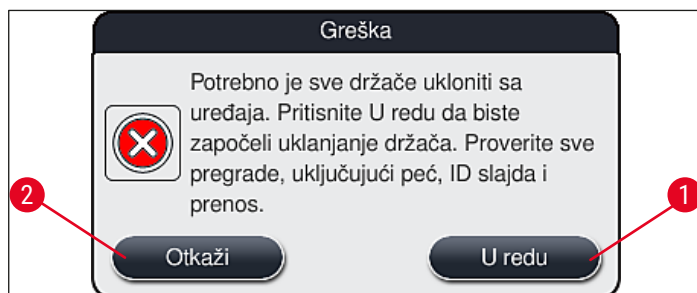 Greška
Potrebno je sve držače ukloniti sa
uređaja. Pritisnite U redu da biste
započeli uklanjanje držača. Proverite sve
pregrade, uključujući peć, ID slajda i
prenos.
2
1
Otkaži
U redu